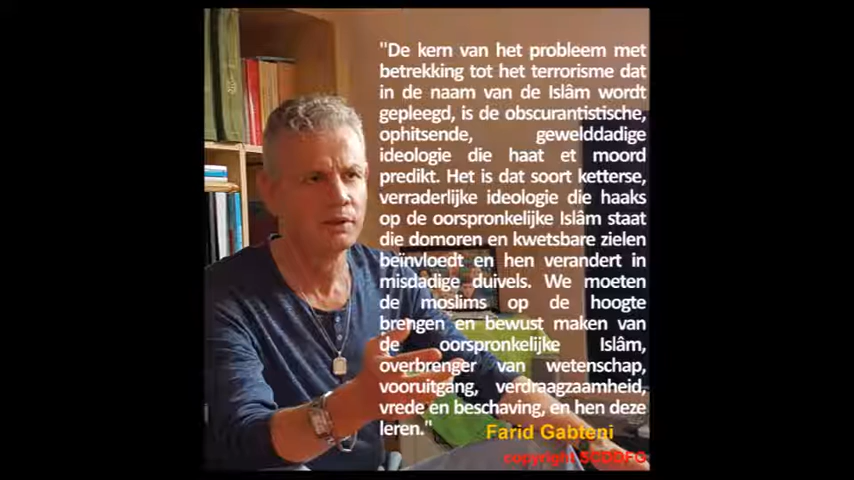 "De kern van het probleem met
betrekking tot het terrorisme dat
in de naam van de Islâm wordt
gepleegd, is de obscurantistische,
ophitsende, gewelddadige
ideologie die haat et moord
predikt. Het is dat soort ketterse,
verraderlijke ideologie die haaks
op de oorspronkelijke Islâm staat
die domoren en kwetsbare zielen
beïnvloedt en hen verandert in
misdadige duivels. We moeten
de moslims op de hoogte
brengen en bewust maken van
de oorspronkelijke Islâm,
overbrenger van wetenschap,
vooruitgang, verdraagzaamheid,
vrede en beschaving, en hen deze
leren."
Farid Gabteni
copyright SCDOFG